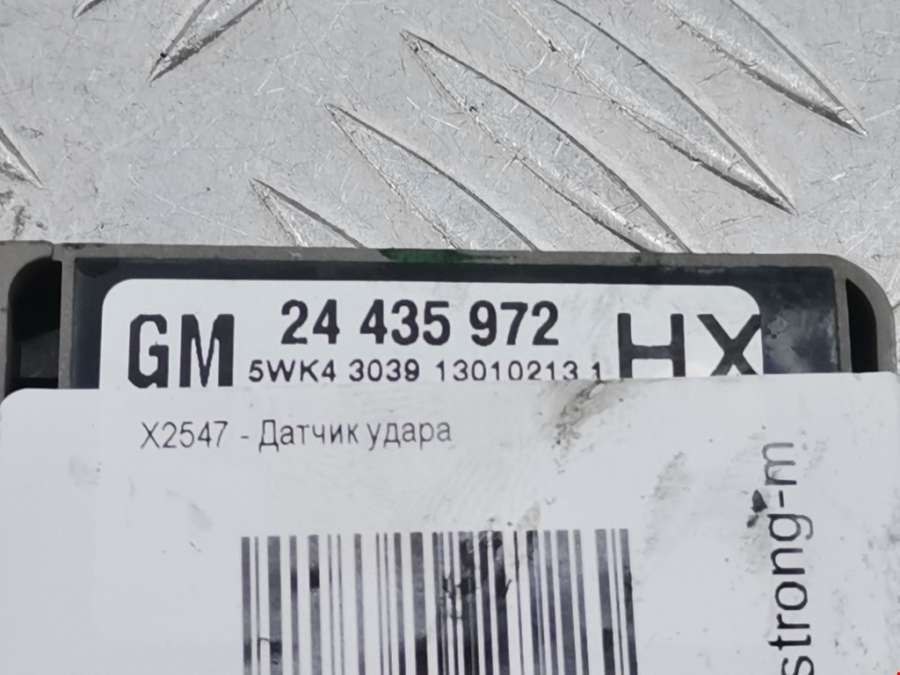 GM 24 435 972 HX
5WK4 3039 13010213 1
X2547 - Датчик удара
strong-m